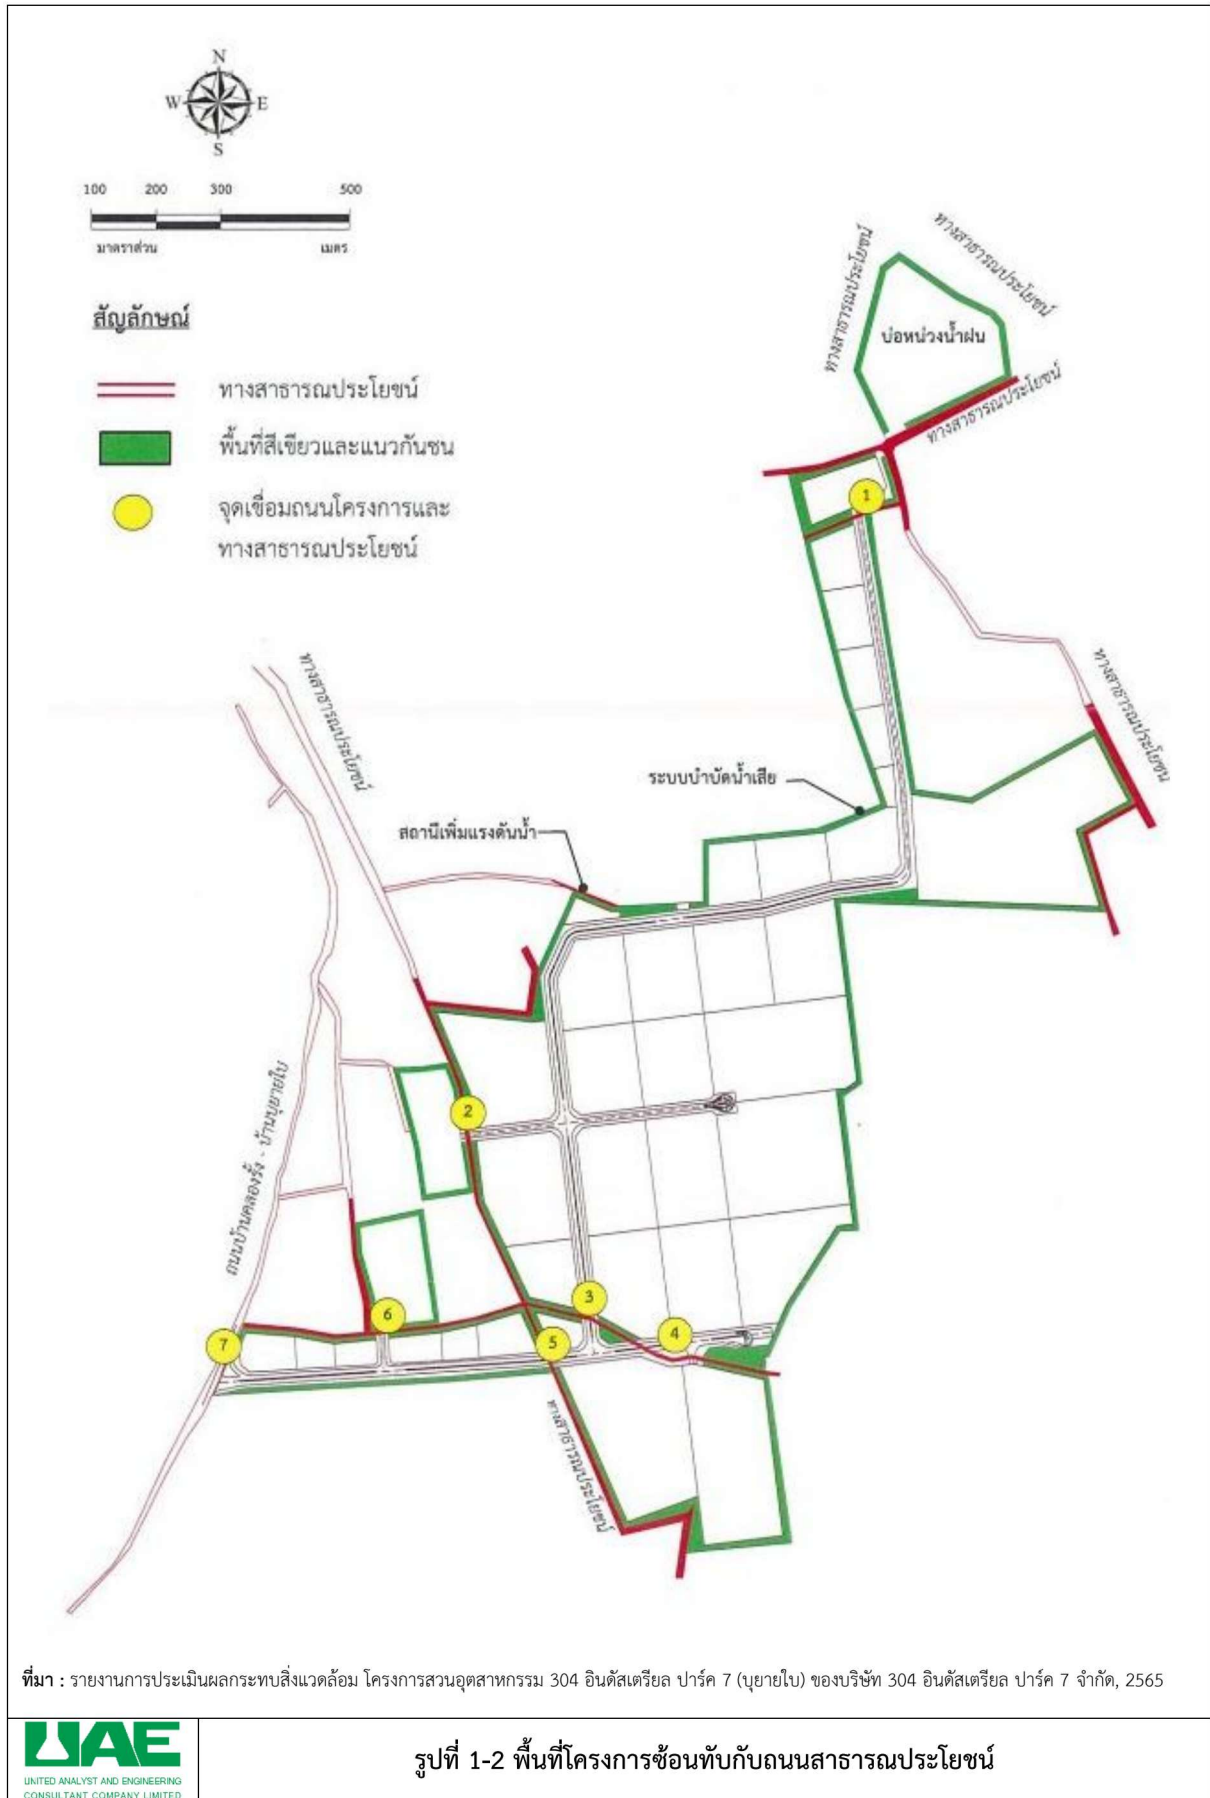 N
W E
S
100 200 300 500
มาตราส่วน เมตร
สัญลักษณ์
ทางสาธารณประโยชน์
พื้นที่สีเขียวและแนวกันชน
จุดเชื่อมถนนโครงการและ
ทางสาธารณประโยชน์
ทางสาธารณประโยชน์
ทางสาธารณประโยชน์
บ่อหน่วงน้ำฝน
ทางสาธารณประโยชน์
1
ทางสาธารณประโยชน์
ทางสาธารณประโยชน์
ระบบบำบัดน้ำเสีย
สถานีเพิ่มแรงดันน้ำ
2
ถนนบ้านคลองรั้ง - บ้านบุยายใบ
3
6
4
7
5
ทางสาธารณประโยชน์
ที่มา : รายงานการประเมินผลกระทบสิ่งแวดล้อม โครงการสวนอุตสาหกรรม 304 อินดัสเตรียล ปาร์ค 7 (บุยายใบ) ของบริษัท 304 อินดัสเตรียล ปาร์ค 7 จำกัด, 2565
UAE
UNITED ANALYST AND ENGINEERING
CONSULTANT COMPANY LIMITED
รูปที่ 1-2 พื้นที่โครงการซ้อนทับกับถนนสาธารณประโยชน์